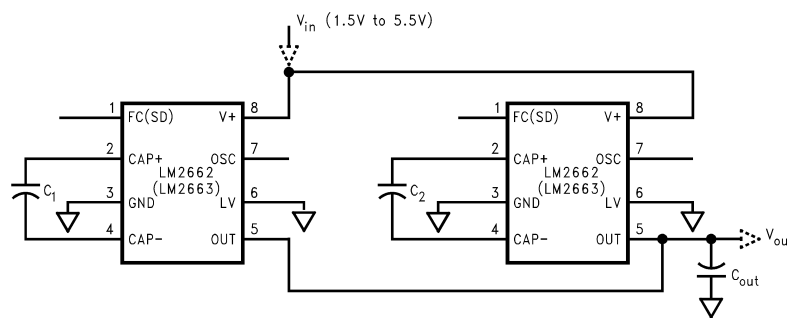 Vin (1.5V to 5.5V)
1 FC(SD) V+ 8
2 CAP+ OSC 7
LM2662
(LM2663)
3 GND LV 6
4 CAP- OUT 5
C1
1 FC(SD) V+ 8
2 CAP+ OSC 7
LM2662
(LM2663)
3 GND LV 6
4 CAP- OUT 5
C2
Vou
Cout